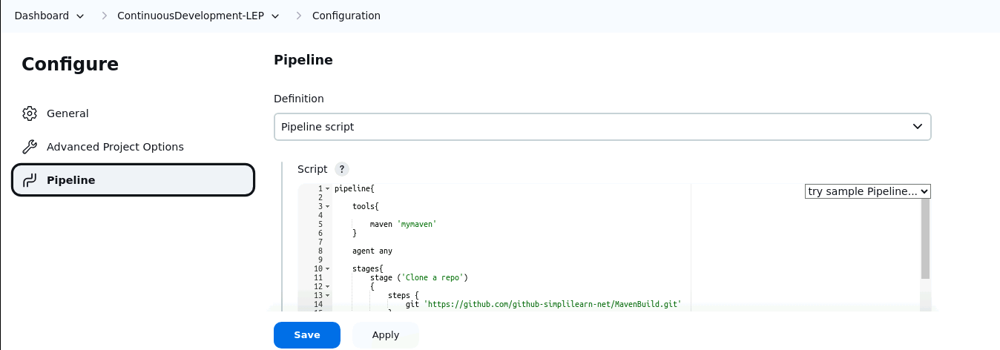 Dashboard ContinuousDevelopment-LEP Configuration
Configure
General
Advanced Project Options
Pipeline
Pipeline
Definition
Pipeline script
Script ?
try sample Pipeline...
1 pipeline{
2
3 tools{
4
5 maven 'mymaven'
6 }
7
8 agent any
9
10 stages{
11 stage ('Clone a repo')
12 {
13 steps {
14 git 'https://github.com/github-simplilearn-net/MavenBuild.git'
Save Apply